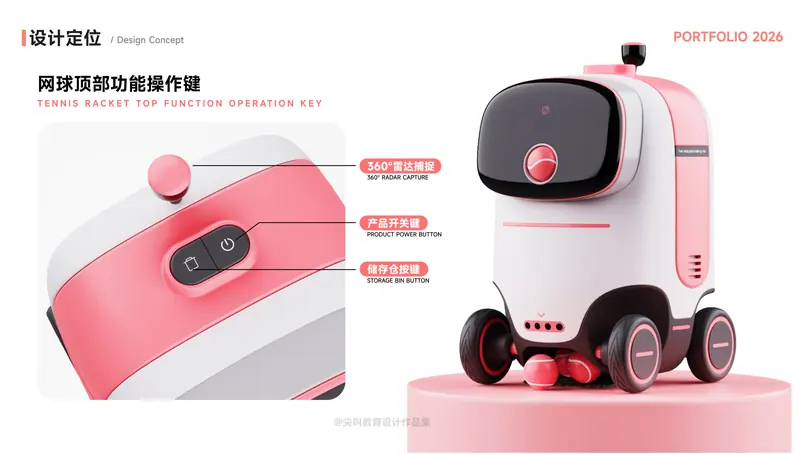 设计定位
/ Design Concept
PORTFOLIO 2026
网球顶部功能操作键
TENNIS RACKET TOP FUNCTION OPERATION KEY
360°雷达捕捉
360° RADAR CAPTURE
产品开关键
PRODUCT POWER BUTTON
储存仓按键
STORAGE BIN BUTTON
@尖叫教育设计作品集